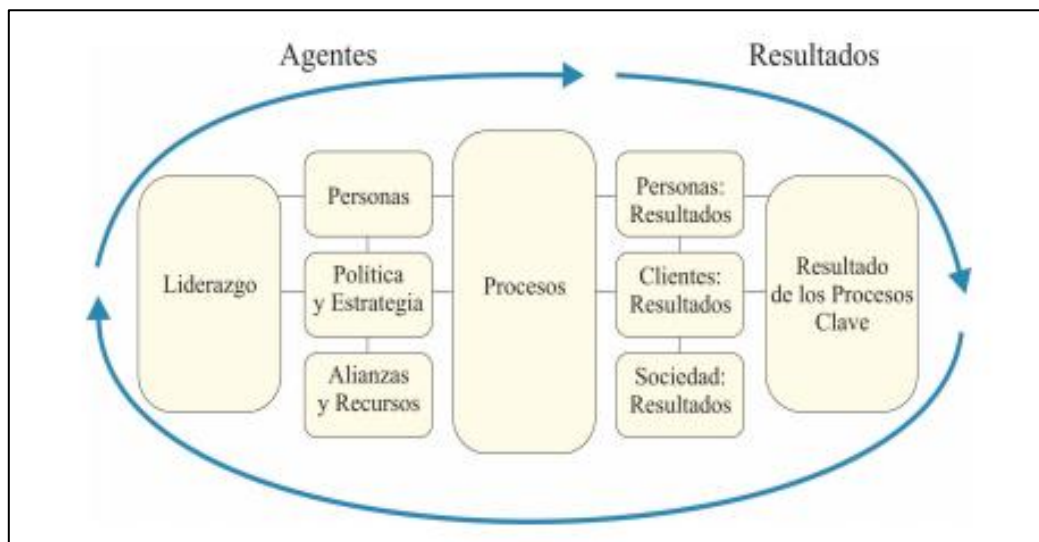 Agentes
Resultados
Liderazgo
Personas
Política
y Estrategia
Alianzas
y Recursos
Procesos
Personas:
Resultados
Clientes:
Resultados
Sociedad:
Resultados
Resultado
de los Procesos
Clave